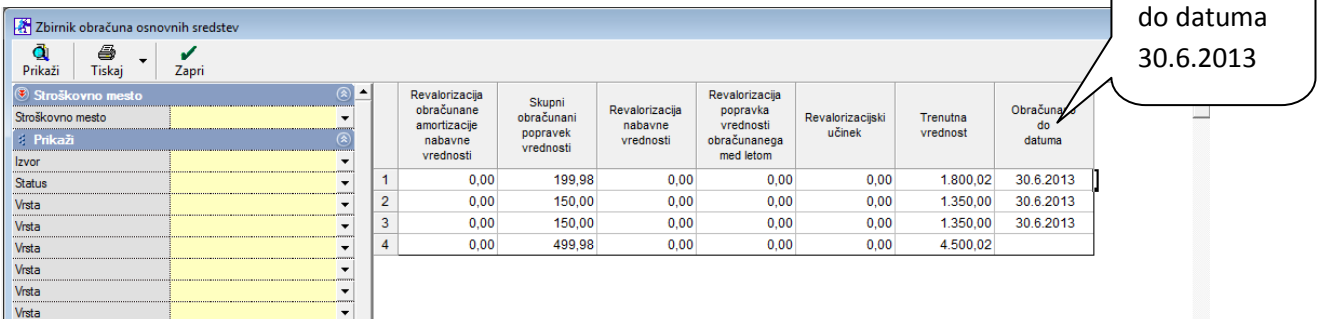 Zbirnik obračuna osnovnih sredstev
do datuma
30.6.2013
Prikaži Tiskaj Zapri
Stroškovno mesto
Stroškovno mesto
Prikaži
Izvor
Status
Vrsta
Vrsta
Vrsta
Vrsta
Vrsta
Vrsta
Revalorizacija
obračunane
amortizacije
nabavne
vrednosti
Skupni
obračunani
popravek
vrednosti
Revalorizacija
nabavne
vrednosti
Revalorizacija
popravka
vrednosti
obračunanega
med letom
Revalorizacijski
učinek
Trenutna
vrednost
do
datuma
1 0,00 199,98 0,00 0,00 0,00 1.800,02 30.6.2013
2 0,00 150,00 0,00 0,00 0,00 1.350,00 30.6.2013
3 0,00 150,00 0,00 0,00 0,00 1.350,00 30.6.2013
4 0,00 499,98 0,00 0,00 0,00 4.500,02